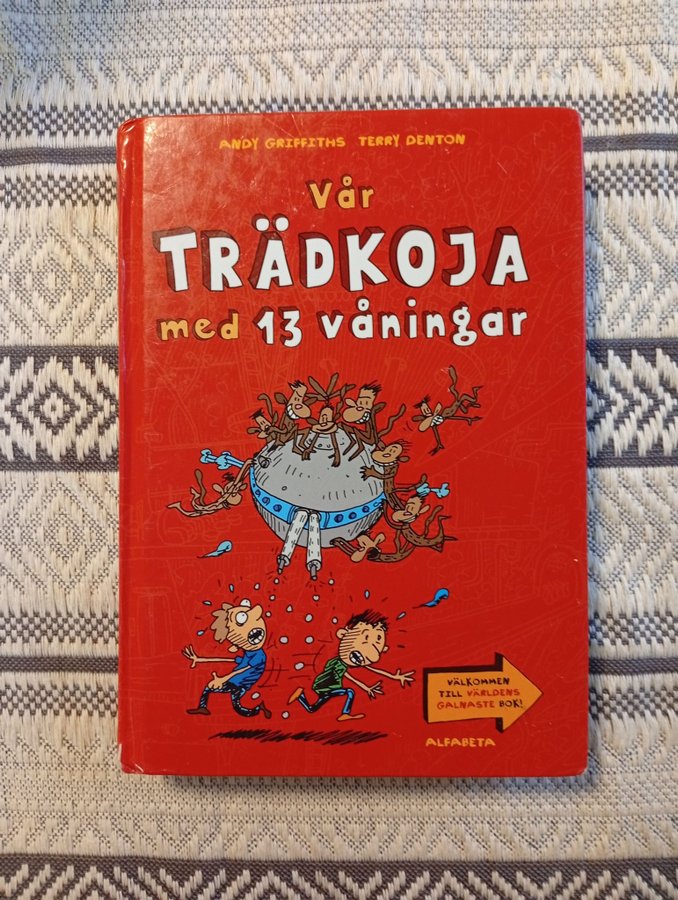 ANDY GRIFFITHS TERRY DENTON
Vår
TRÄDKOJA
med 13 våningar
VÄLKOMMEN
TILL VÄRLDENS
GALNASTE BOK!
ALFABETA